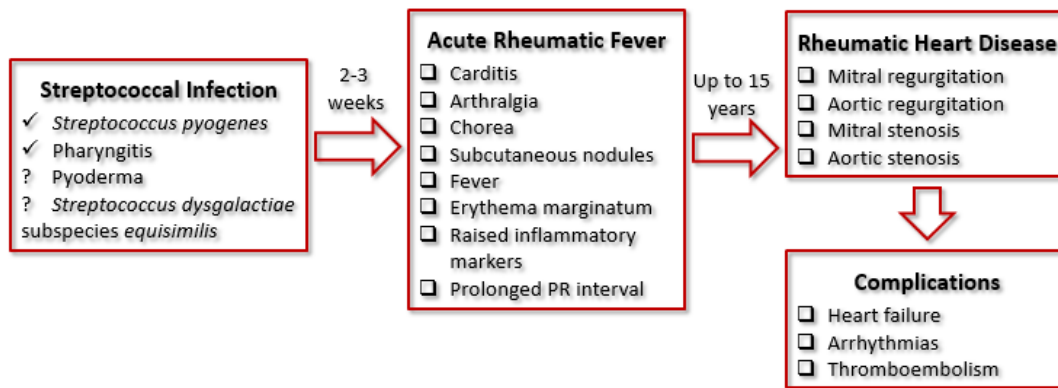 Streptococcal Infection
✓ Streptococcus pyogenes
✓ Pharyngitis
? Pyoderma
? Streptococcus dysgalactiae
subspecies equisimilis
2-3
weeks
Acute Rheumatic Fever
❑ Carditis
❑ Arthralgia
❑ Chorea
❑ Subcutaneous nodules
❑ Fever
❑ Erythema marginatum
❑ Raised inflammatory
markers
❑ Prolonged PR interval
Up to 15
years
Rheumatic Heart Disease
❑ Mitral regurgitation
❑ Aortic regurgitation
❑ Mitral stenosis
❑ Aortic stenosis
Complications
❑ Heart failure
❑ Arrhythmias
❑ Thromboembolism